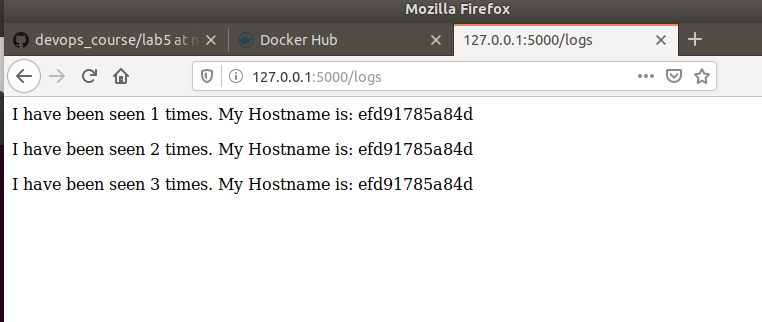 Mozilla Firefox
devops_course/lab5 at
Docker Hub
127.0.0.1:5000/logs
127.0.0.1:5000/logs
I have been seen 1 times. My Hostname is: efd91785a84d
I have been seen 2 times. My Hostname is: efd91785a84d
I have been seen 3 times. My Hostname is: efd91785a84d